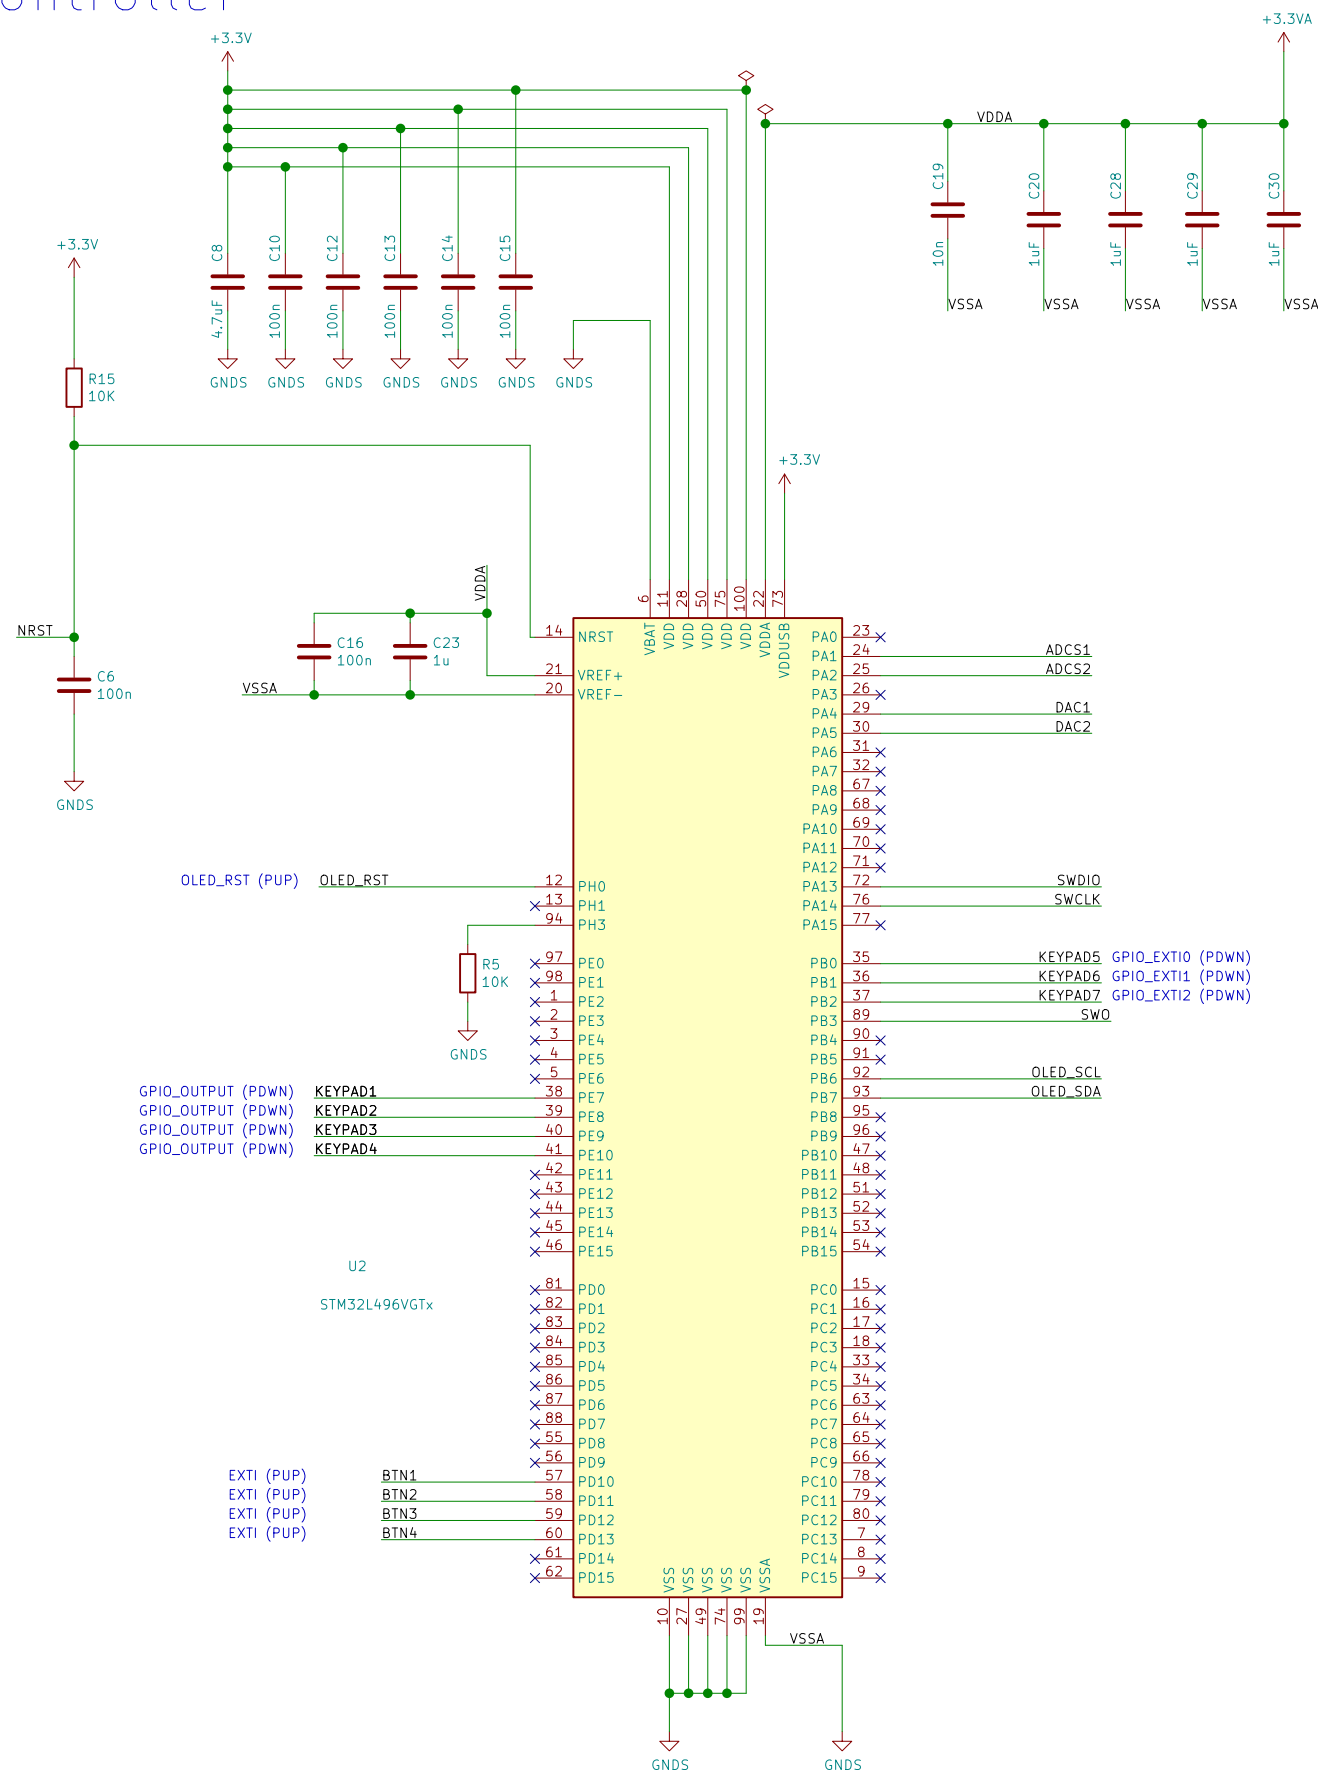 ontroller
+3.3V
+3.3VA
VDDA
C19
10n
VSSA
C20
1uF
VSSA
C28
1uF
VSSA
C29
1uF
VSSA
C30
1uF
VSSA
C8
4.7uF
GNDS
C10
100n
GNDS
C12
100n
GNDS
C13
100n
GNDS
C14
100n
GNDS
C15
100n
GNDS
GNDS
+3.3V
R15
10K
NRST
C6
100n
GNDS
+3.3V
VDDA
C16
100n
C23
1u
VSSA
6 VBAT
11 VDD
28 VDD
50 VDD
75 VDD
100 VDD
22 VDDA
73 VDDUSB
14 NRST
21 VREF+
20 VREF-
OLED_RST (PUP) OLED_RST 12 PH0
13 PH1
94 PH3
R5
10K
GNDS
97 PE0
98 PE1
1 PE2
2 PE3
3 PE4
4 PE5
5 PE6
GPIO_OUTPUT (PDWN) KEYPAD1 38 PE7
GPIO_OUTPUT (PDWN) KEYPAD2 39 PE8
GPIO_OUTPUT (PDWN) KEYPAD3 40 PE9
GPIO_OUTPUT (PDWN) KEYPAD4 41 PE10
42 PE11
43 PE12
44 PE13
45 PE14
46 PE15
U2
STM32L496VGTx
81 PD0
82 PD1
83 PD2
84 PD3
85 PD4
86 PD5
87 PD6
88 PD7
55 PD8
56 PD9
EXTI (PUP) BTN1 57 PD10
EXTI (PUP) BTN2 58 PD11
EXTI (PUP) BTN3 59 PD12
EXTI (PUP) BTN4 60 PD13
61 PD14
62 PD15
PA0 23
PA1 24 ADCS1
PA2 25 ADCS2
PA3 26
PA4 29 DAC1
PA5 30 DAC2
PA6 31
PA7 32
PA8 67
PA9 68
PA10 69
PA11 70
PA12 71
PA13 72 SWDIO
PA14 76 SWCLK
PA15 77
PB0 35 KEYPAD5 GPIO_EXTI0 (PDWN)
PB1 36 KEYPAD6 GPIO_EXTI1 (PDWN)
PB2 37 KEYPAD7 GPIO_EXTI2 (PDWN)
PB3 89 SWO
PB4 90
PB5 91
PB6 92 OLED_SCL
PB7 93 OLED_SDA
PB8 95
PB9 96
PB10 47
PB11 48
PB12 51
PB13 52
PB14 53
PB15 54
PC0 15
PC1 16
PC2 17
PC3 18
PC4 33
PC5 34
PC6 63
PC7 64
PC8 65
PC9 66
PC10 78
PC11 79
PC12 80
PC13 7
PC14 8
PC15 9
VSS 10
VSS 27
VSS 49
VSS 74
VSS 99
VSSA 19
VSSA
GNDS
GNDS